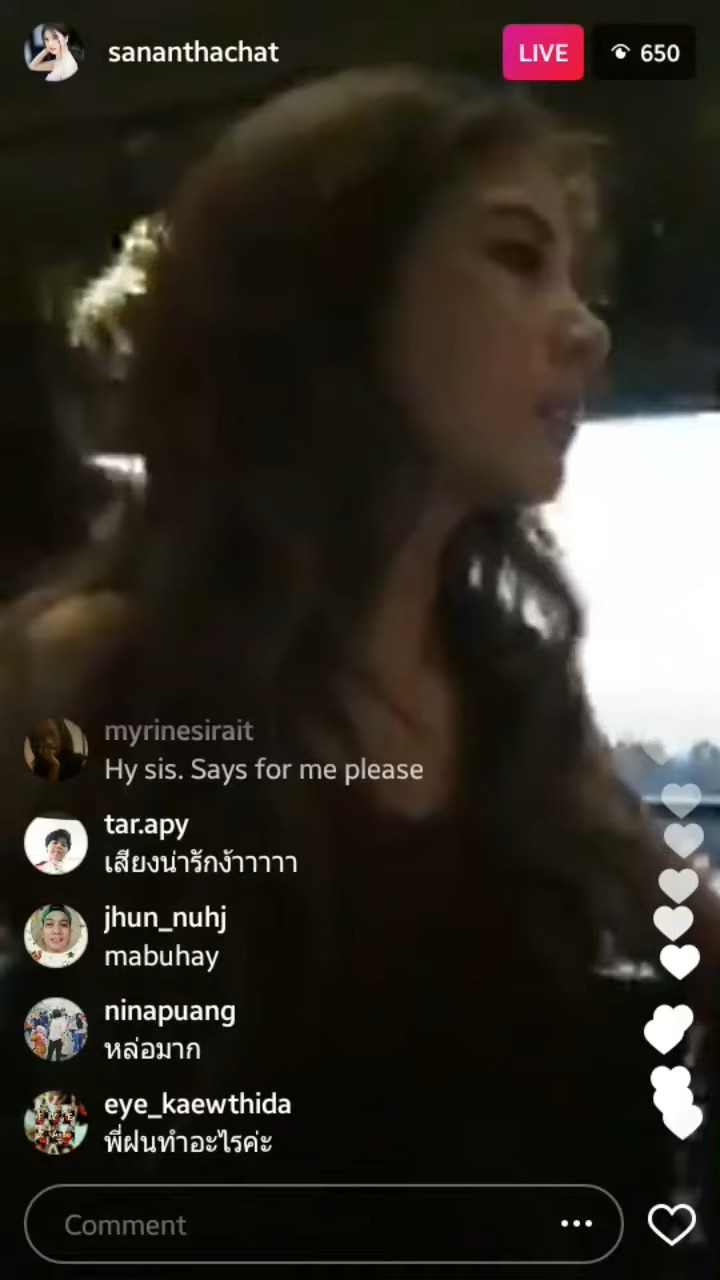 sananthachat
LIVE
650
myrinesirait
Hy sis. Says for me please
tar.apy
เสียงน่ารักง้าาาาา
jhun_nuhj
mabuhay
ninapuang
หล่อมาก
eye_kaewthida
พี่ฝนทำอะไรค่ะ
Comment